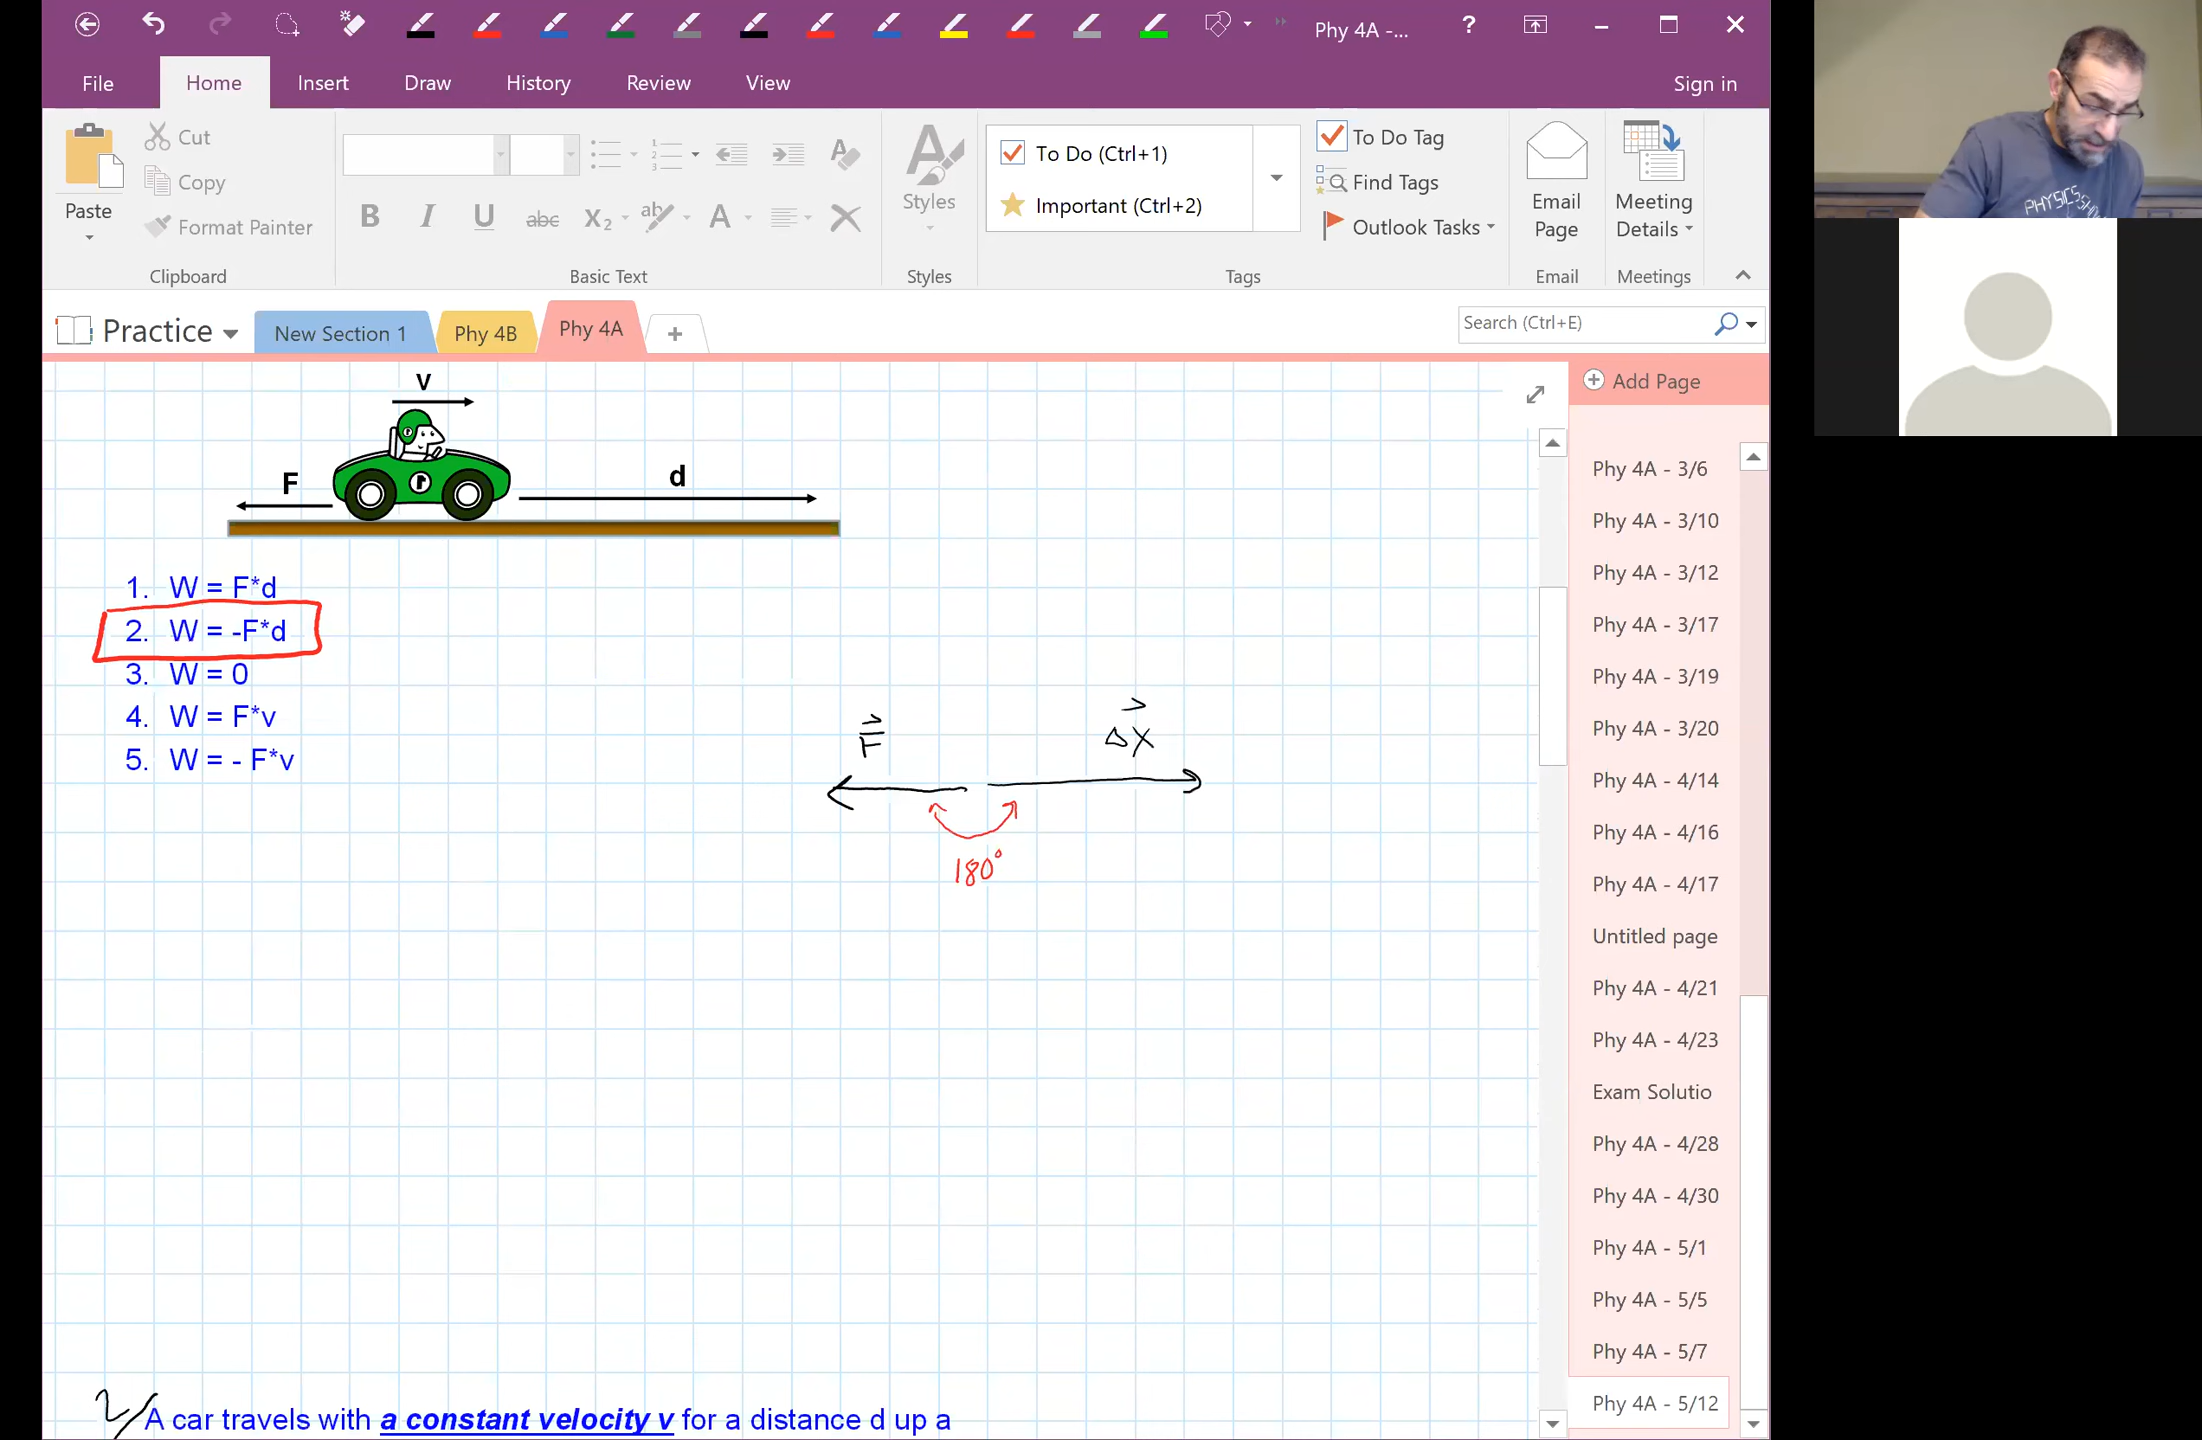 Phy 4A -...
?
File
Home
Insert
Draw
History
Review
View
Sign in
Paste
Cut
Copy
Format Painter
Clipboard
B I U abc X₂ ab A
Basic Text
Styles
Styles
To Do (Ctrl+1)
Important (Ctrl+2)
To Do Tag
Find Tags
Outlook Tasks
Tags
Email
Page
Email
Meeting
Details
Meetings
Practice
New Section 1
Phy 4B
Phy 4A
Search (Ctrl+E)
v
F
d
1
1. W = F*d
2. W = -F*d
3. W = 0
4. W = F*v
5. W = - F*v
F
ΔX
180°
2/ A car travels with a constant velocity v for a distance d up a
Add Page
Phy 4A - 3/6
Phy 4A - 3/10
Phy 4A - 3/12
Phy 4A - 3/17
Phy 4A - 3/19
Phy 4A - 3/20
Phy 4A - 4/14
Phy 4A - 4/16
Phy 4A - 4/17
Untitled page
Phy 4A - 4/21
Phy 4A - 4/23
Exam Solutio
Phy 4A - 4/28
Phy 4A - 4/30
Phy 4A - 5/1
Phy 4A - 5/5
Phy 4A - 5/7
Phy 4A - 5/12
PHYSICS